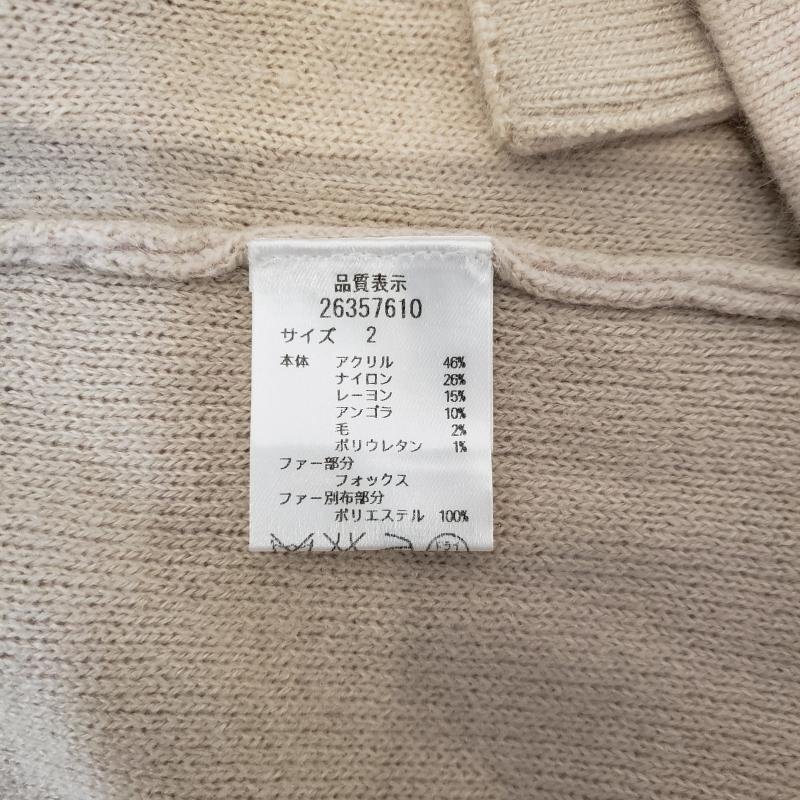 品質表示
26357610
サイズ 2
本体 アクリル 46%
ナイロン 26%
レーヨン 15%
アンゴラ 10%
毛 2%
ポリウレタン 1%
ファー部分
フォックス
ファー別布部分
ポリエステル 100%
ドライ